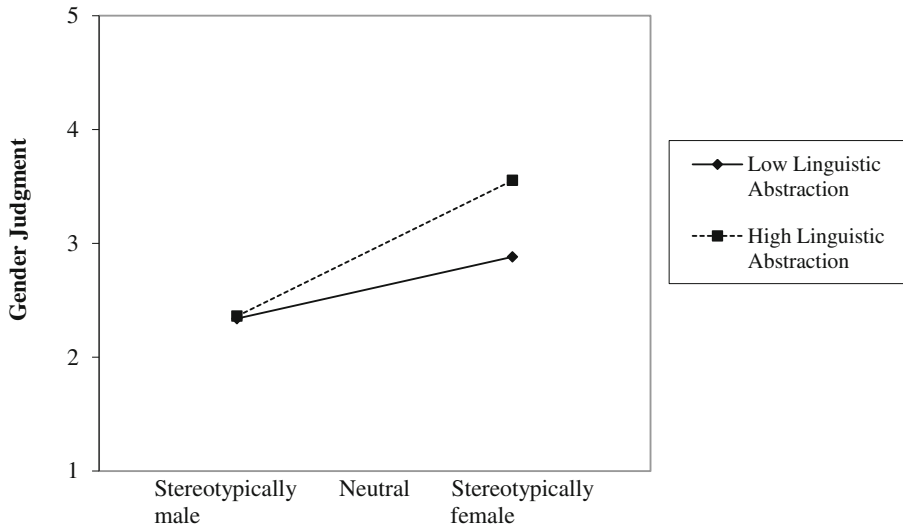 5
4
3
2
1
Gender Judgment
Stereotypically male
Neutral
Stereotypically female
Low Linguistic
Abstraction
High Linguistic
Abstraction